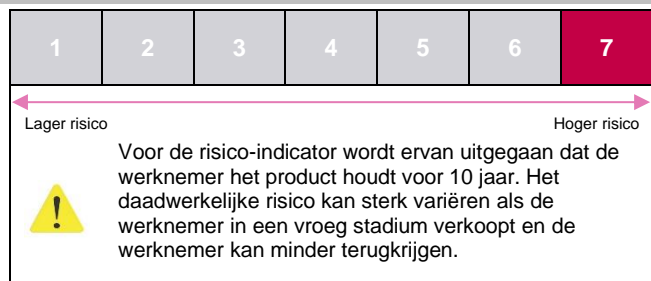 1 2 3 4 5 6 7
Lager risico Hoger risico
Voor de risico-indicator wordt ervan uitgegaan dat de
werknemer het product houdt voor 10 jaar. Het
daadwerkelijke risico kan sterk variëren als de
werknemer in een vroeg stadium verkoopt en de
werknemer kan minder terugkrijgen.